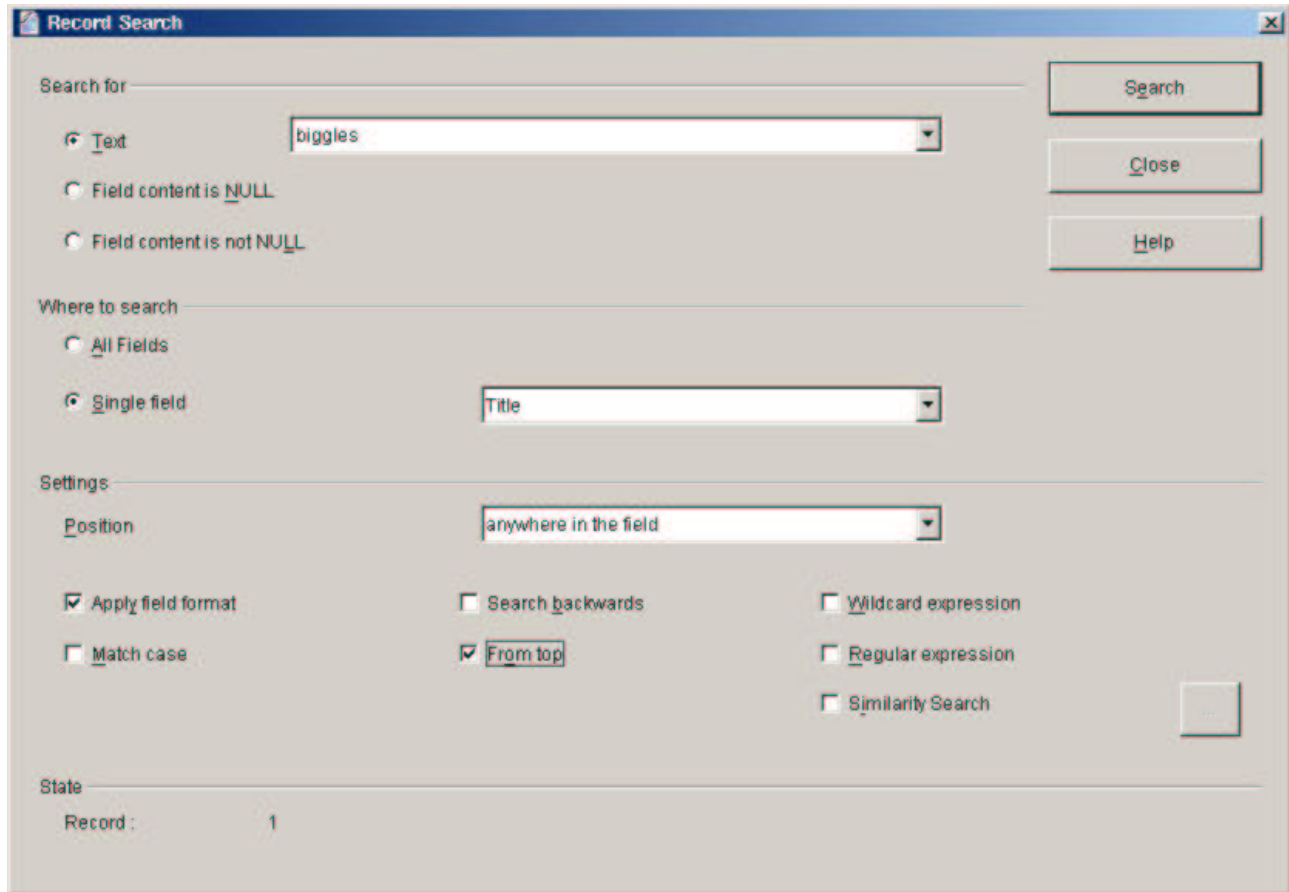 Record Search
Search for
Search
Text biggles
Close
Field content is NULL
Field content is not NULL
Help
Where to search
All Fields
Single field Title
Settings
Position anywhere in the field
Apply field format Search backwards Wildcard expression
Match case From top Regular expression
Similarity Search ...
State
Record : 1